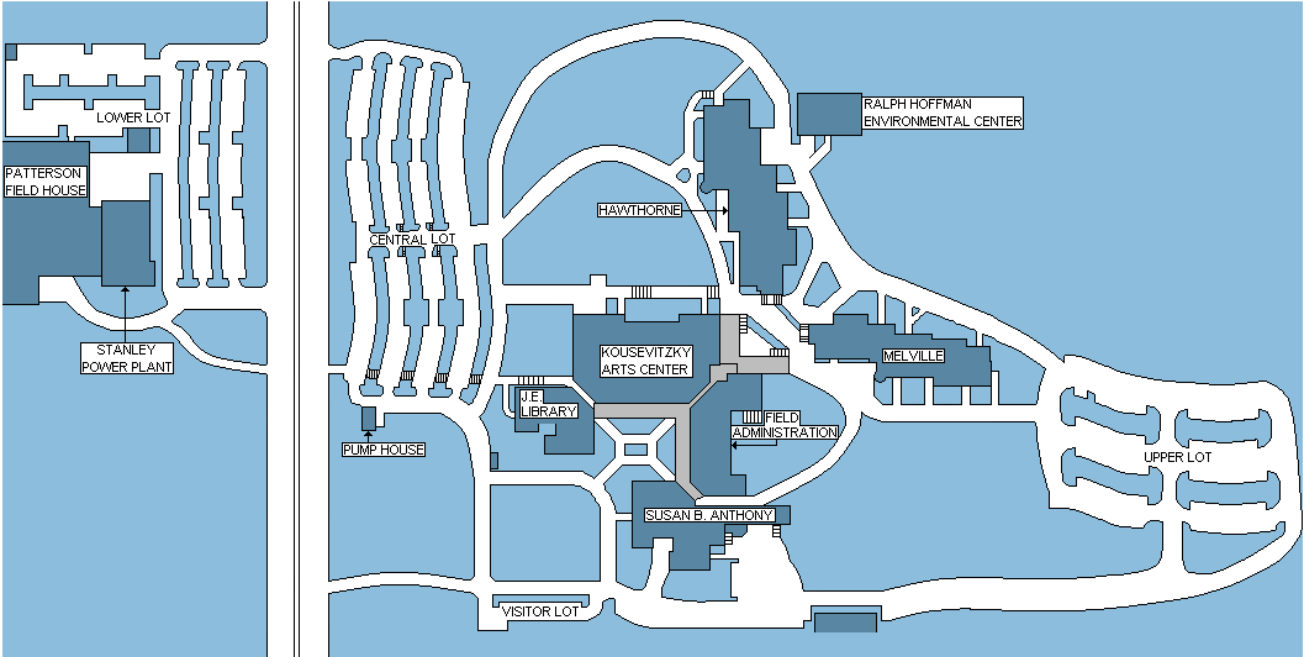 RALPH HOFFMAN
ENVIRONMENTAL CENTER
LOWER LOT
PATTERSON
FIELD HOUSE
HAWTHORNE
CENTRAL LOT
STANLEY
POWER PLANT
KOUSEVITZKY
ARTS CENTER
MELVILLE
J.E.
LIBRARY
FIELD
ADMINISTRATION
PUMP HOUSE
UPPER LOT
SUSAN B. ANTHONY
VISITOR LOT